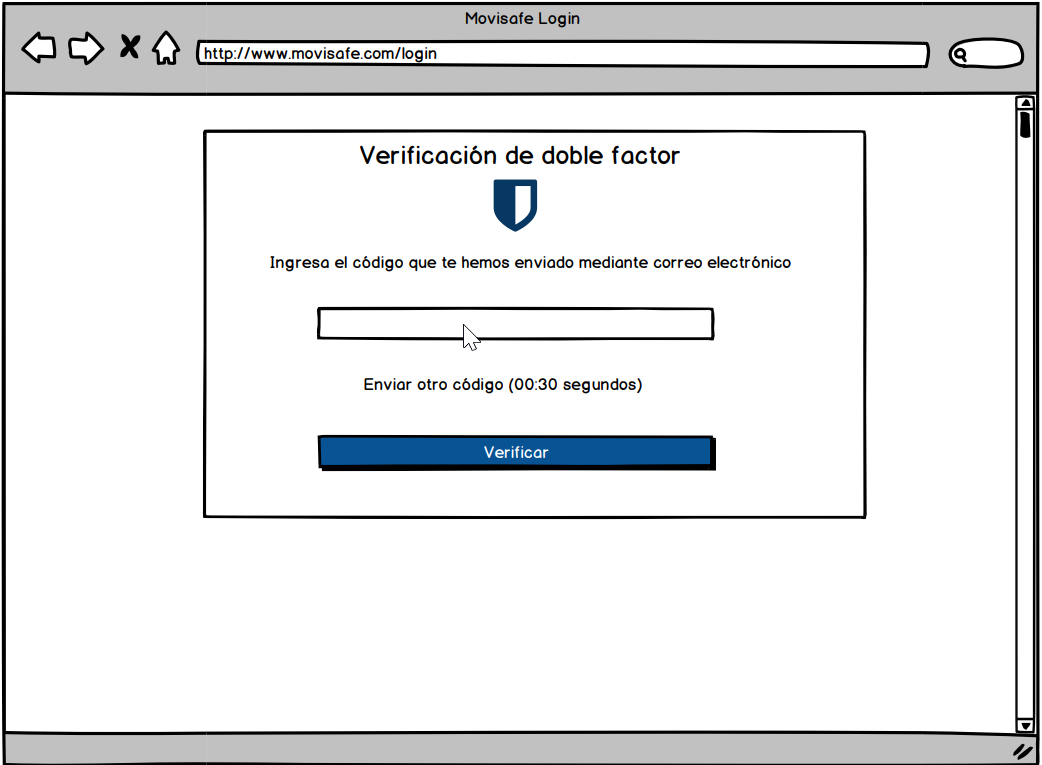 Movisafe Login
http://www.movisafe.com/login
Verificación de doble factor
Ingresa el código que te hemos enviado mediante correo electrónico
Enviar otro código (00:30 segundos)
Verificar